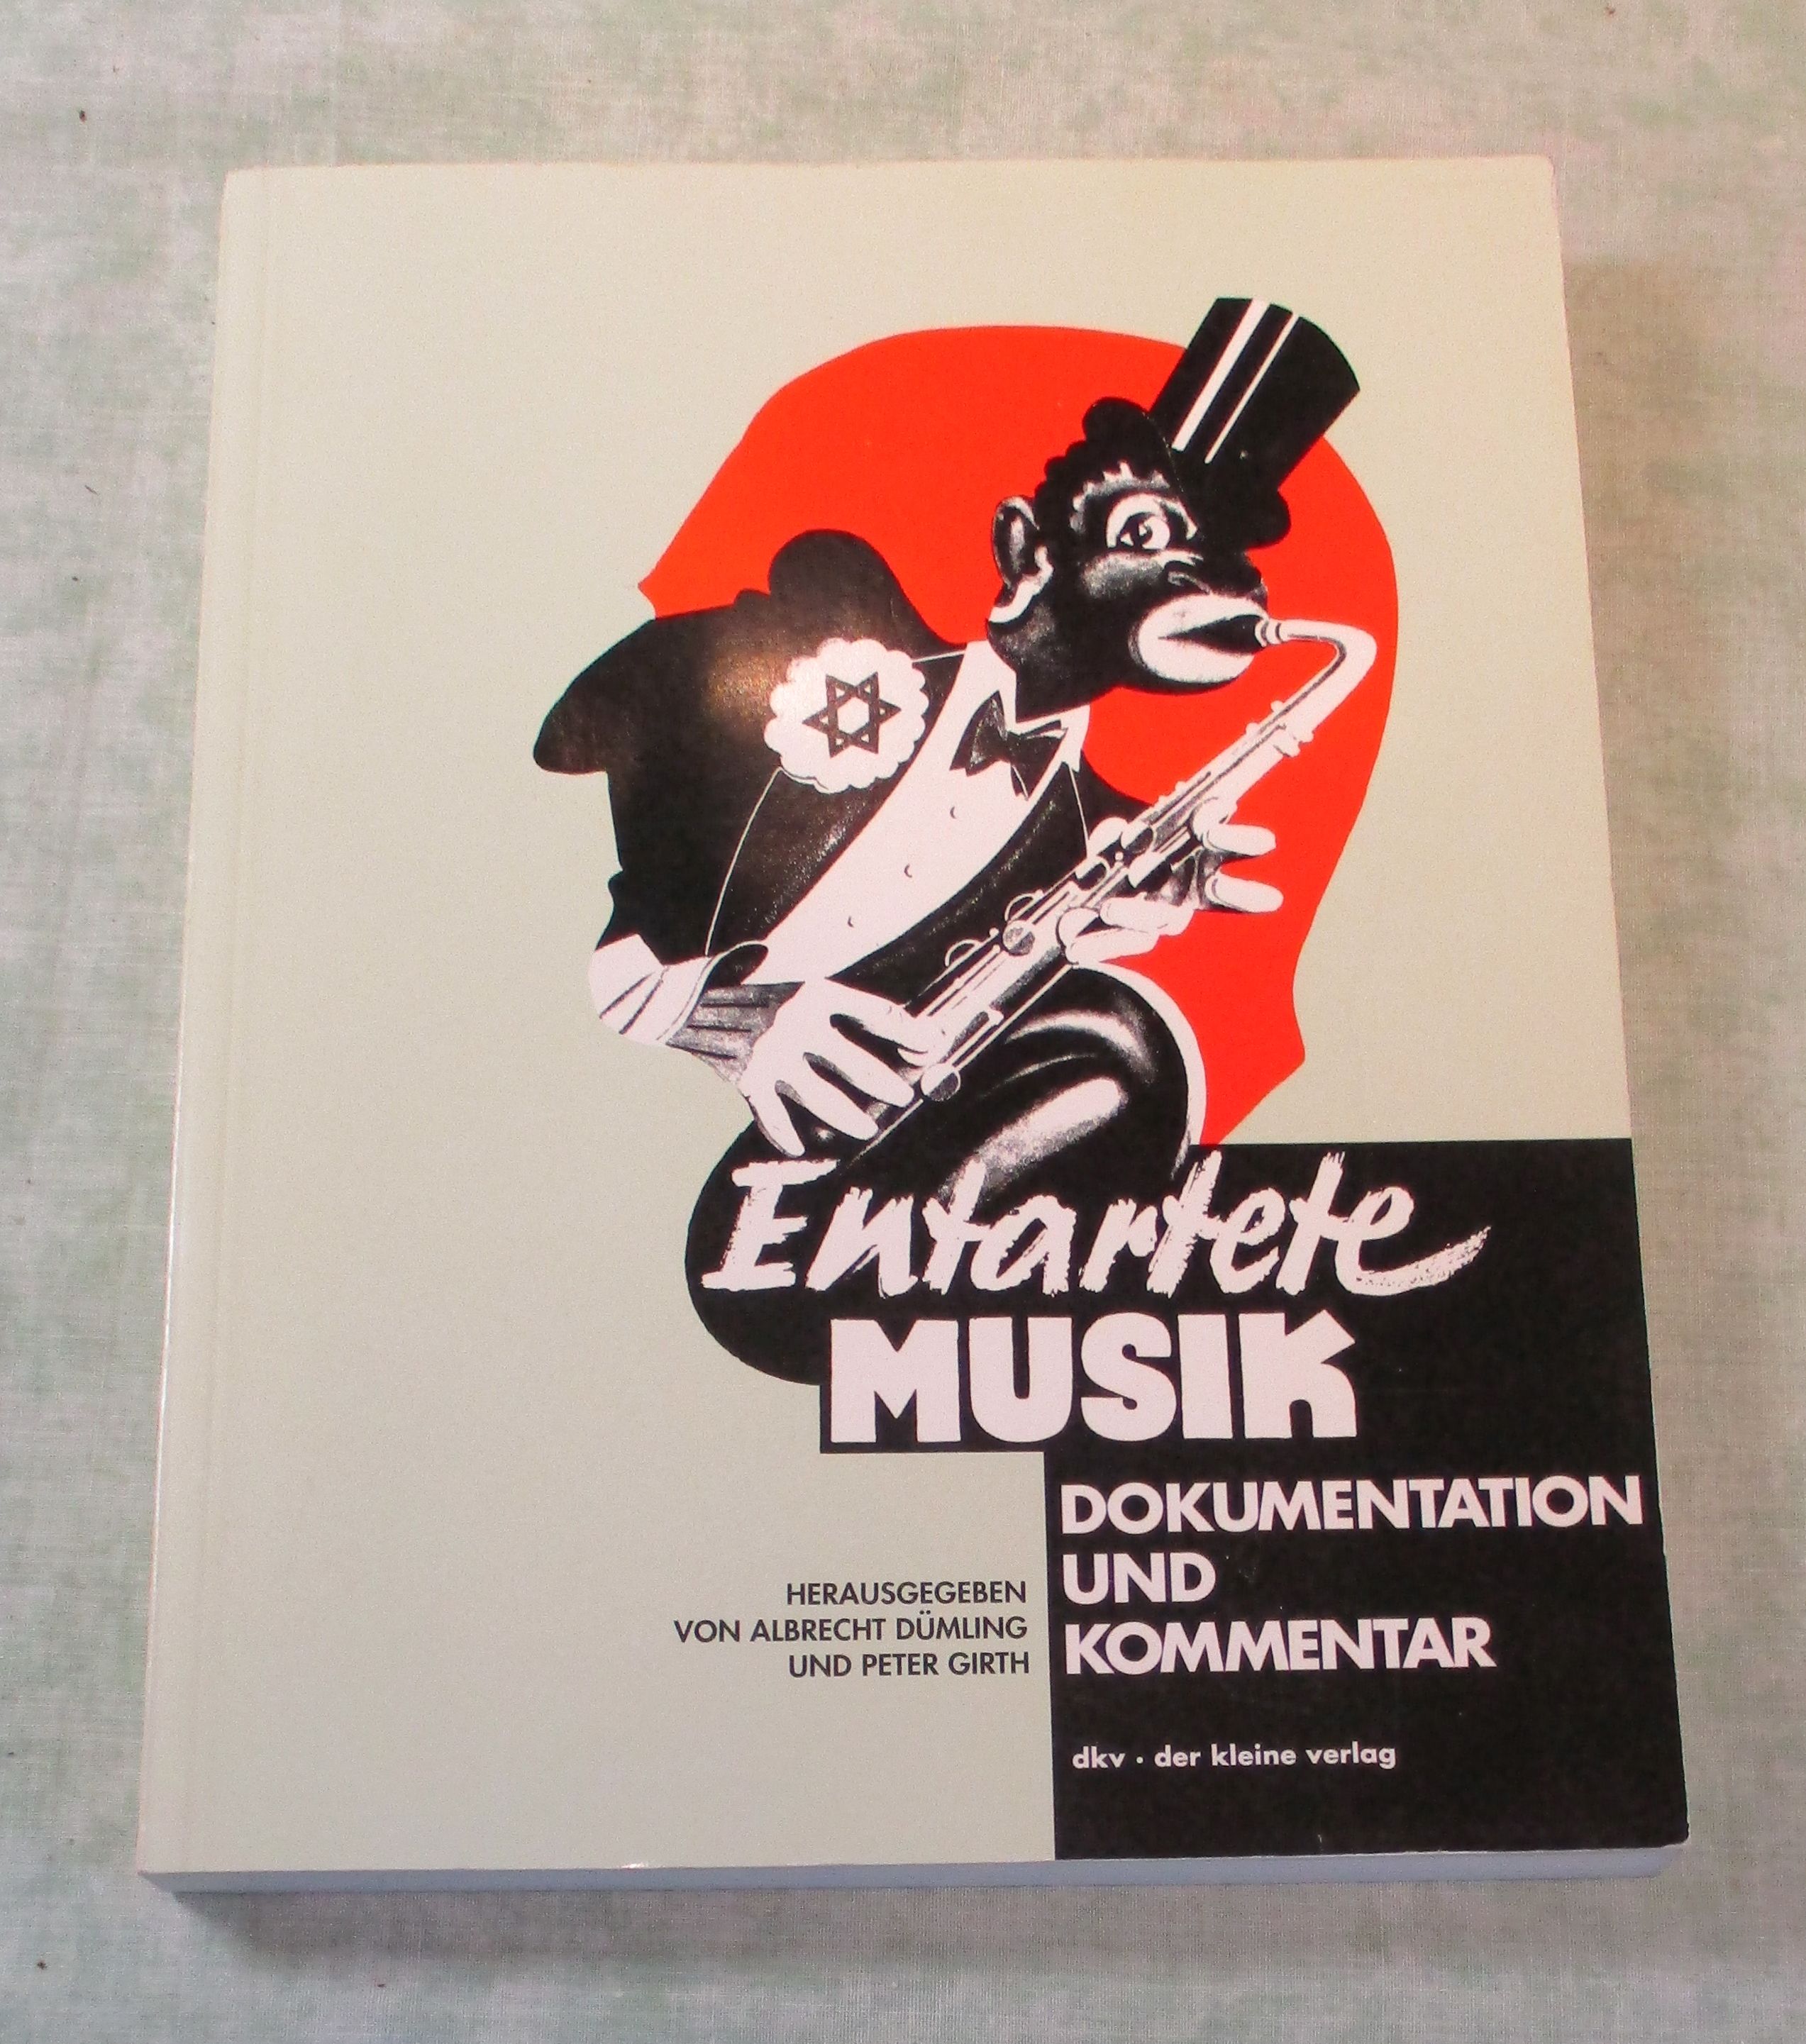 Entartete
MUSIK
DOKUMENTATION
UND
KOMMENTAR
HERAUSGEGEBEN
VON ALBRECHT DÜMLING
UND PETER GIRTH
dkv · der kleine verlag